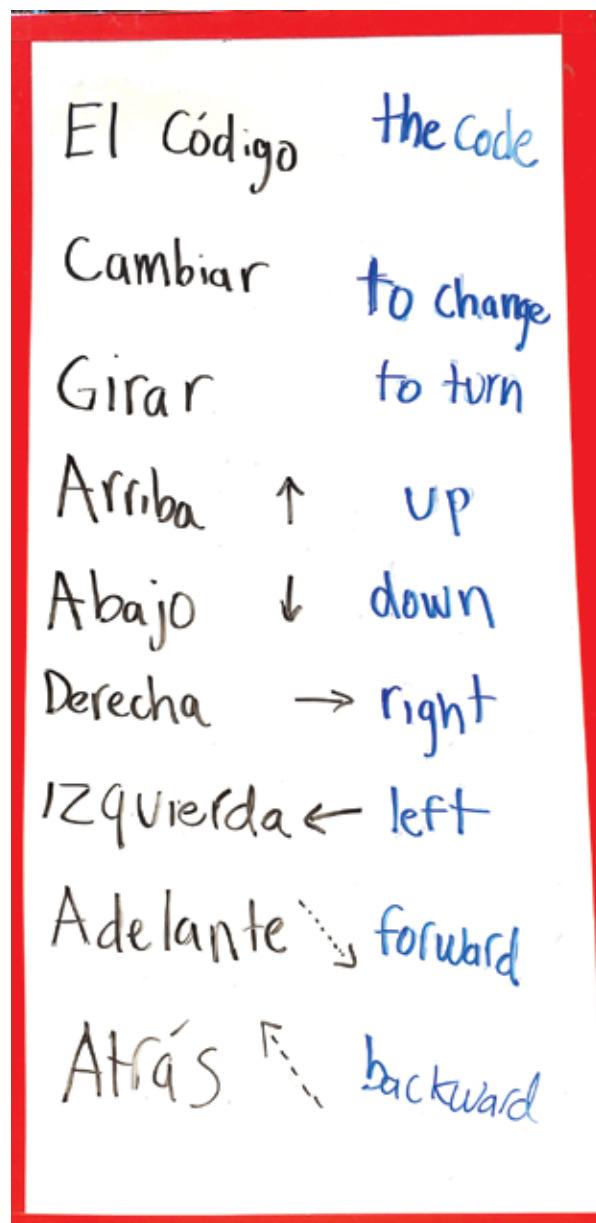 El Código the code
Cambiar to change
Girar to turn
Arriba ↑ up
Abajo ↓ down
Derecha → right
Izquierda ← left
Adelante ↘ forward
Atrás ↖ backward